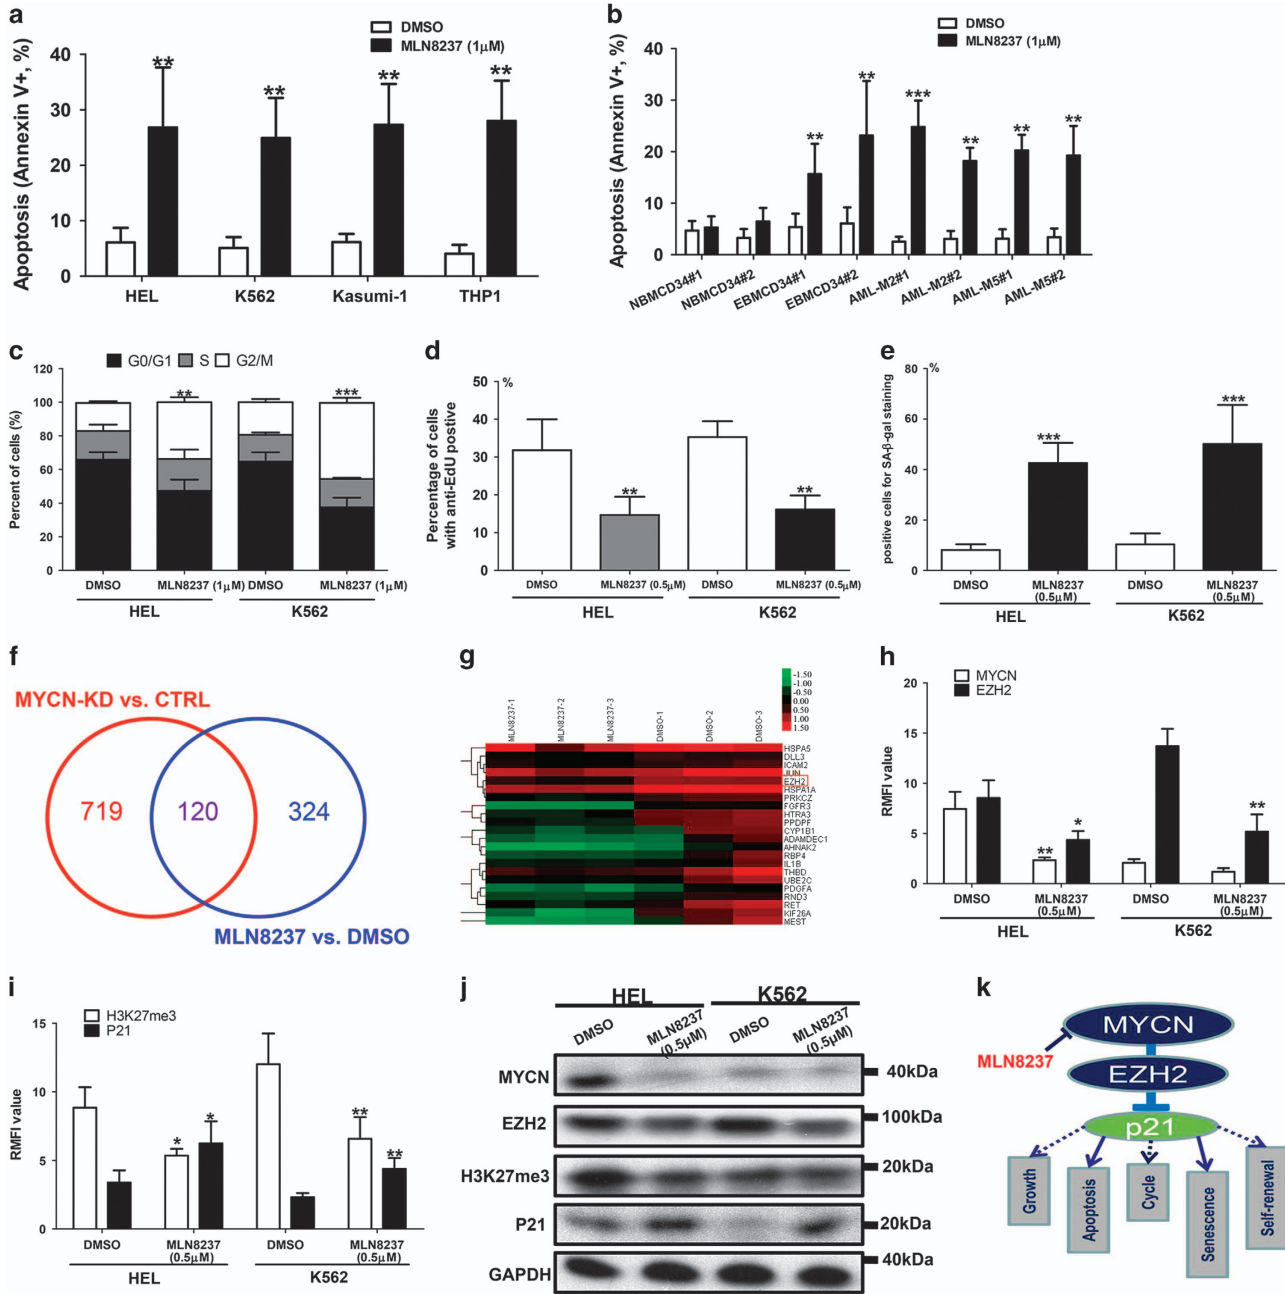 a
DMSO
MLN8237 (1μM)
Apoptosis (Annexin V+, %)
40
30
20
10
0
** ** ** **
HEL K562 Kasumi-1 THP1
b
DMSO
MLN8237 (1μM)
Apoptosis (Annexin V+, %)
40
30
20
10
0
** ** *** ** ** **
NBMCD34#1 NBMCD34#2 EBMCD34#1 EBMCD34#2 AML-M2#1 AML-M2#2 AML-M5#1 AML-M5#2
c
G0/G1 S G2/M
Percent of cells (%)
120
100
80
60
40
20
0
** ***
DMSO MLN8237 (1μM) DMSO MLN8237 (1μM)
HEL K562
d
%
Percentage of cells
with anti-EdU postive
50
40
30
20
10
0
** **
DMSO MLN8237 (0.5μM) DMSO MLN8237 (0.5μM)
HEL K562
e
%
positive cells for SA-β-gal staining
80
60
40
20
0
*** ***
DMSO MLN8237 (0.5μM) DMSO MLN8237 (0.5μM)
HEL K562
f
MYCN-KD vs. CTRL
719 120 324
MLN8237 vs. DMSO
g
-1.50
-1.00
-0.50
0.00
0.50
1.00
1.50
MLN8237-1 MLN8237-2 MLN8237-3 DMSO-1 DMSO-2 DMSO-3
HSPA5
DLL3
ICAM2
JUN
EZH2
HSPA1A
PRKCZ
FGFR3
HTRA3
PPDPF
CYP1B1
ADAMDEC1
AHNAK2
RBP4
IL1B
THBD
UBE2C
PDGFA
RND3
RET
KIF26A
MEST
h
MYCN
EZH2
RMFI value
20
15
10
5
0
** * **
DMSO MLN8237 (0.5μM) DMSO MLN8237 (0.5μM)
HEL K562
i
H3K27me3
P21
RMFI value
15
10
5
0
* * ** **
DMSO MLN8237 (0.5μM) DMSO MLN8237 (0.5μM)
HEL K562
j
HEL K562
DMSO MLN8237 (0.5μM) DMSO MLN8237 (0.5μM)
MYCN 40kDa
EZH2 100kDa
H3K27me3 20kDa
P21 20kDa
GAPDH 40kDa
k
MYCN
MLN8237
EZH2
p21
Growth
Apoptosis
Cycle
Senescence
Self-renewal